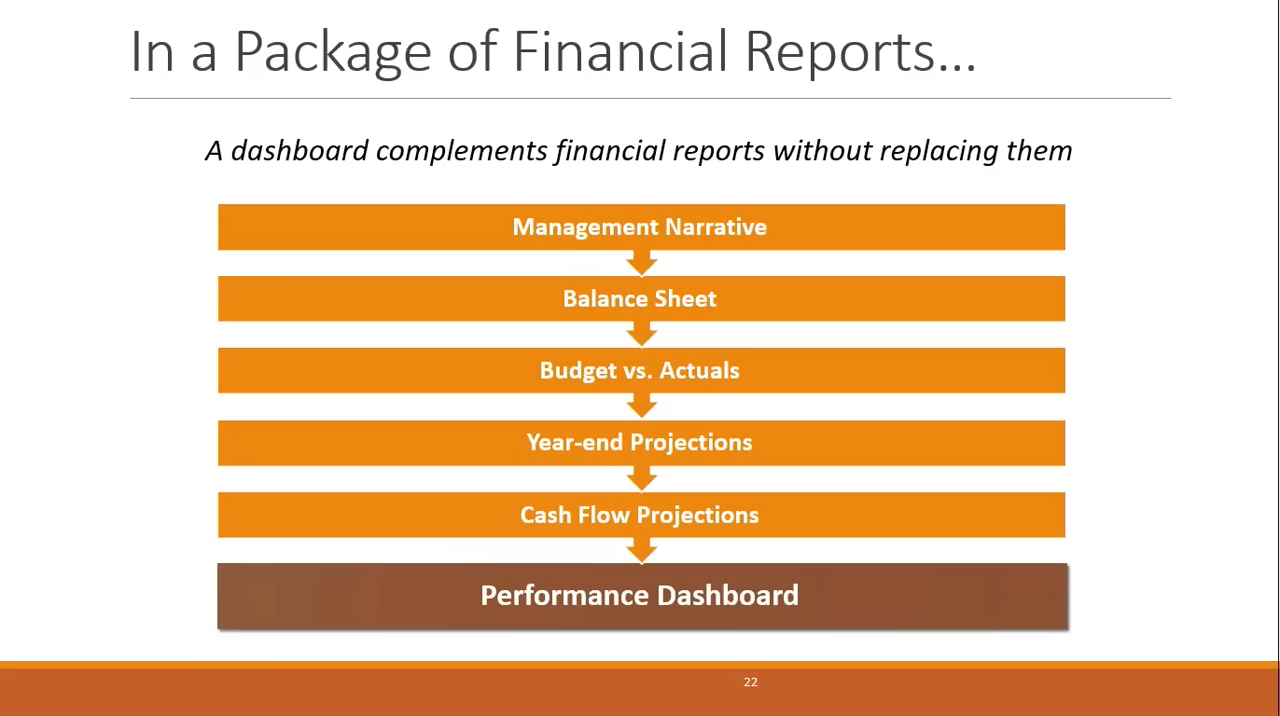 In a Package of Financial Reports...
A dashboard complements financial reports without replacing them
Management Narrative
Balance Sheet
Budget vs. Actuals
Year-end Projections
Cash Flow Projections
Performance Dashboard
22